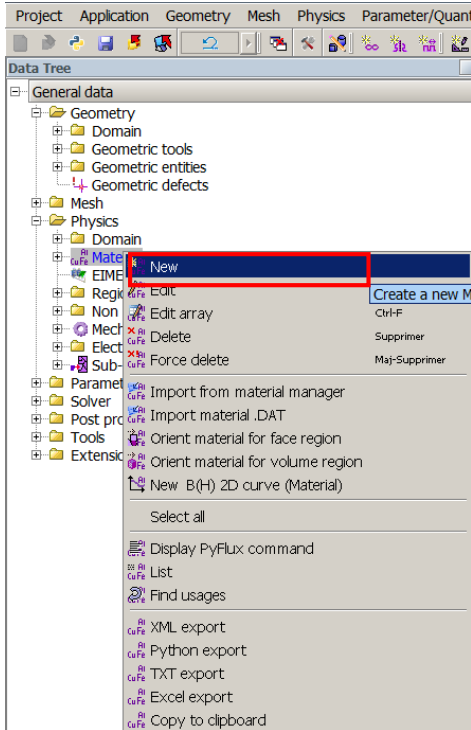 Project Application Geometry Mesh Physics Parameter/Quant
Data Tree
General data
Geometry
Domain
Geometric tools
Geometric entities
Geometric defects
Mesh
Physics
Domain
Mate
EIME
Regi
Non
Mech
Elect
Sub-
Paramet
Solver
Post pro
Tools
Extensio
New
Edit
Create a new M
Edit array Ctrl-F
Delete Supprimer
Force delete Maj-Supprimer
Import from material manager
Import material .DAT
Orient material for face region
Orient material for volume region
New B(H) 2D curve (Material)
Select all
Display PyFlux command
List
Find usages
XML export
Python export
TXT export
Excel export
Copy to clipboard